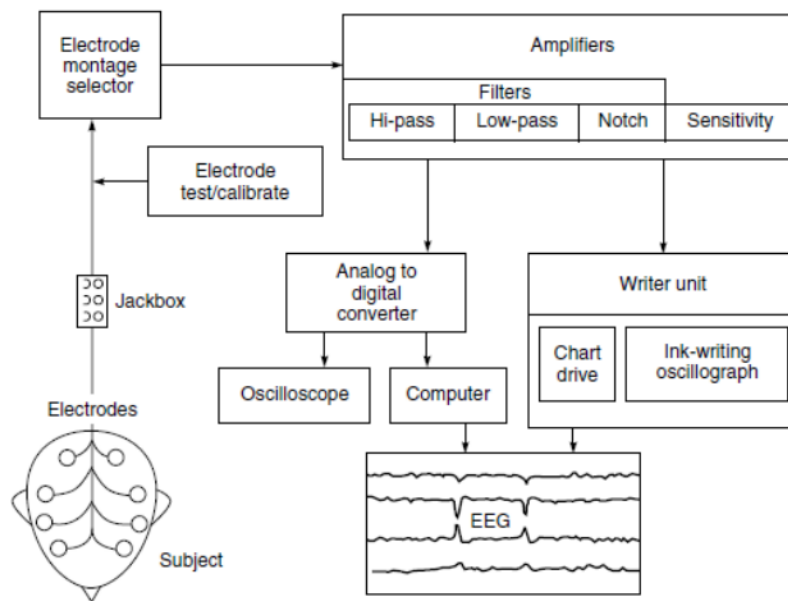 Electrode
montage
selector
Amplifiers
Filters
Hi-pass
Low-pass
Notch
Sensitivity
Electrode
test/calibrate
Jackbox
Analog to
digital
converter
Writer unit
Chart
drive
Ink-writing
oscillograph
Oscilloscope
Computer
Electrodes
EEG
Subject